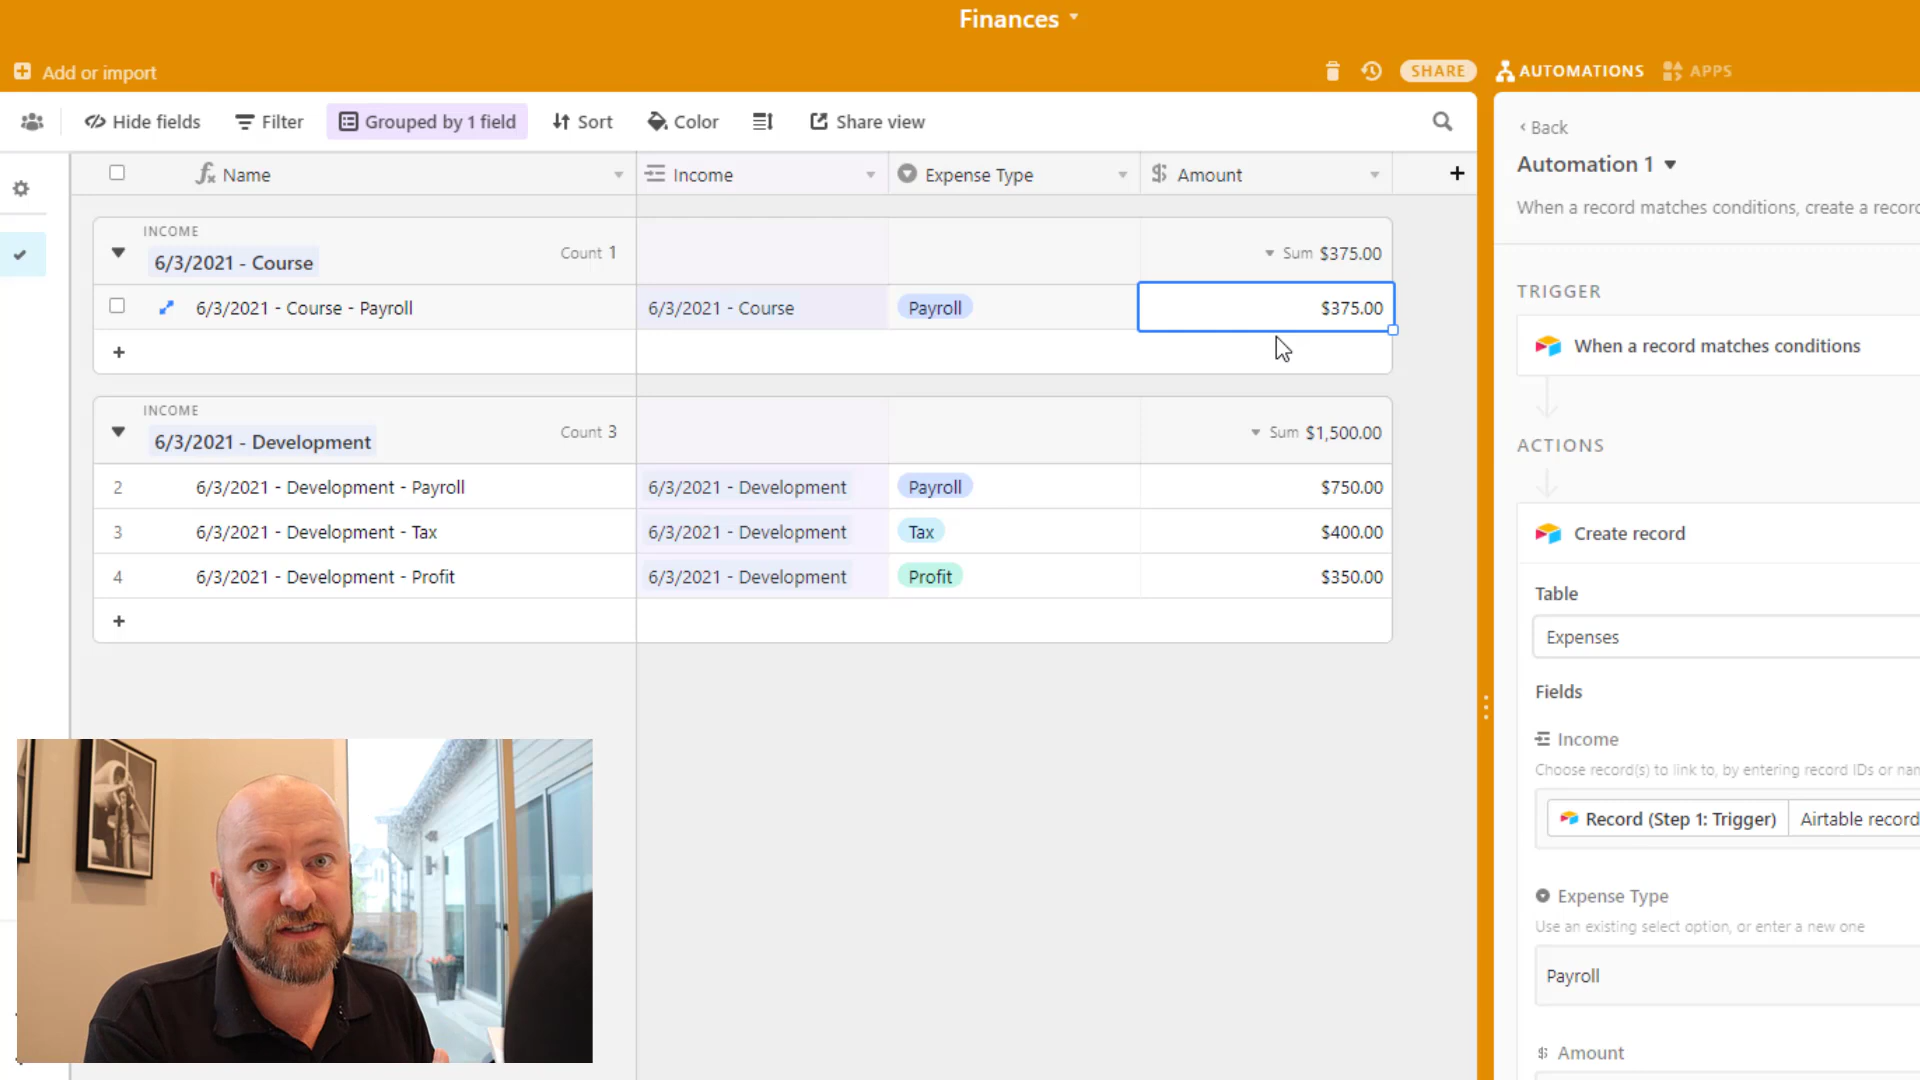 Finances
Add or import
SHARE
AUTOMATIONS
APPS
Hide fields
Filter
Grouped by 1 field
Sort
Color
Share view
Name
Income
Expense Type
Amount
INCOME
6/3/2021 - Course
Count 1
Sum $375.00
6/3/2021 - Course - Payroll
6/3/2021 - Course
Payroll
$375.00
INCOME
6/3/2021 - Development
Count 3
Sum $1,500.00
2 6/3/2021 - Development - Payroll 6/3/2021 - Development Payroll $750.00
3 6/3/2021 - Development - Tax 6/3/2021 - Development Tax $400.00
4 6/3/2021 - Development - Profit 6/3/2021 - Development Profit $350.00
Back
Automation 1
When a record matches conditions, create a record
TRIGGER
When a record matches conditions
ACTIONS
Create record
Table
Expenses
Fields
Income
Choose record(s) to link to, by entering record IDs or
Record (Step 1: Trigger) Airtable record
Expense Type
Use an existing select option, or enter a new one
Payroll
Amount